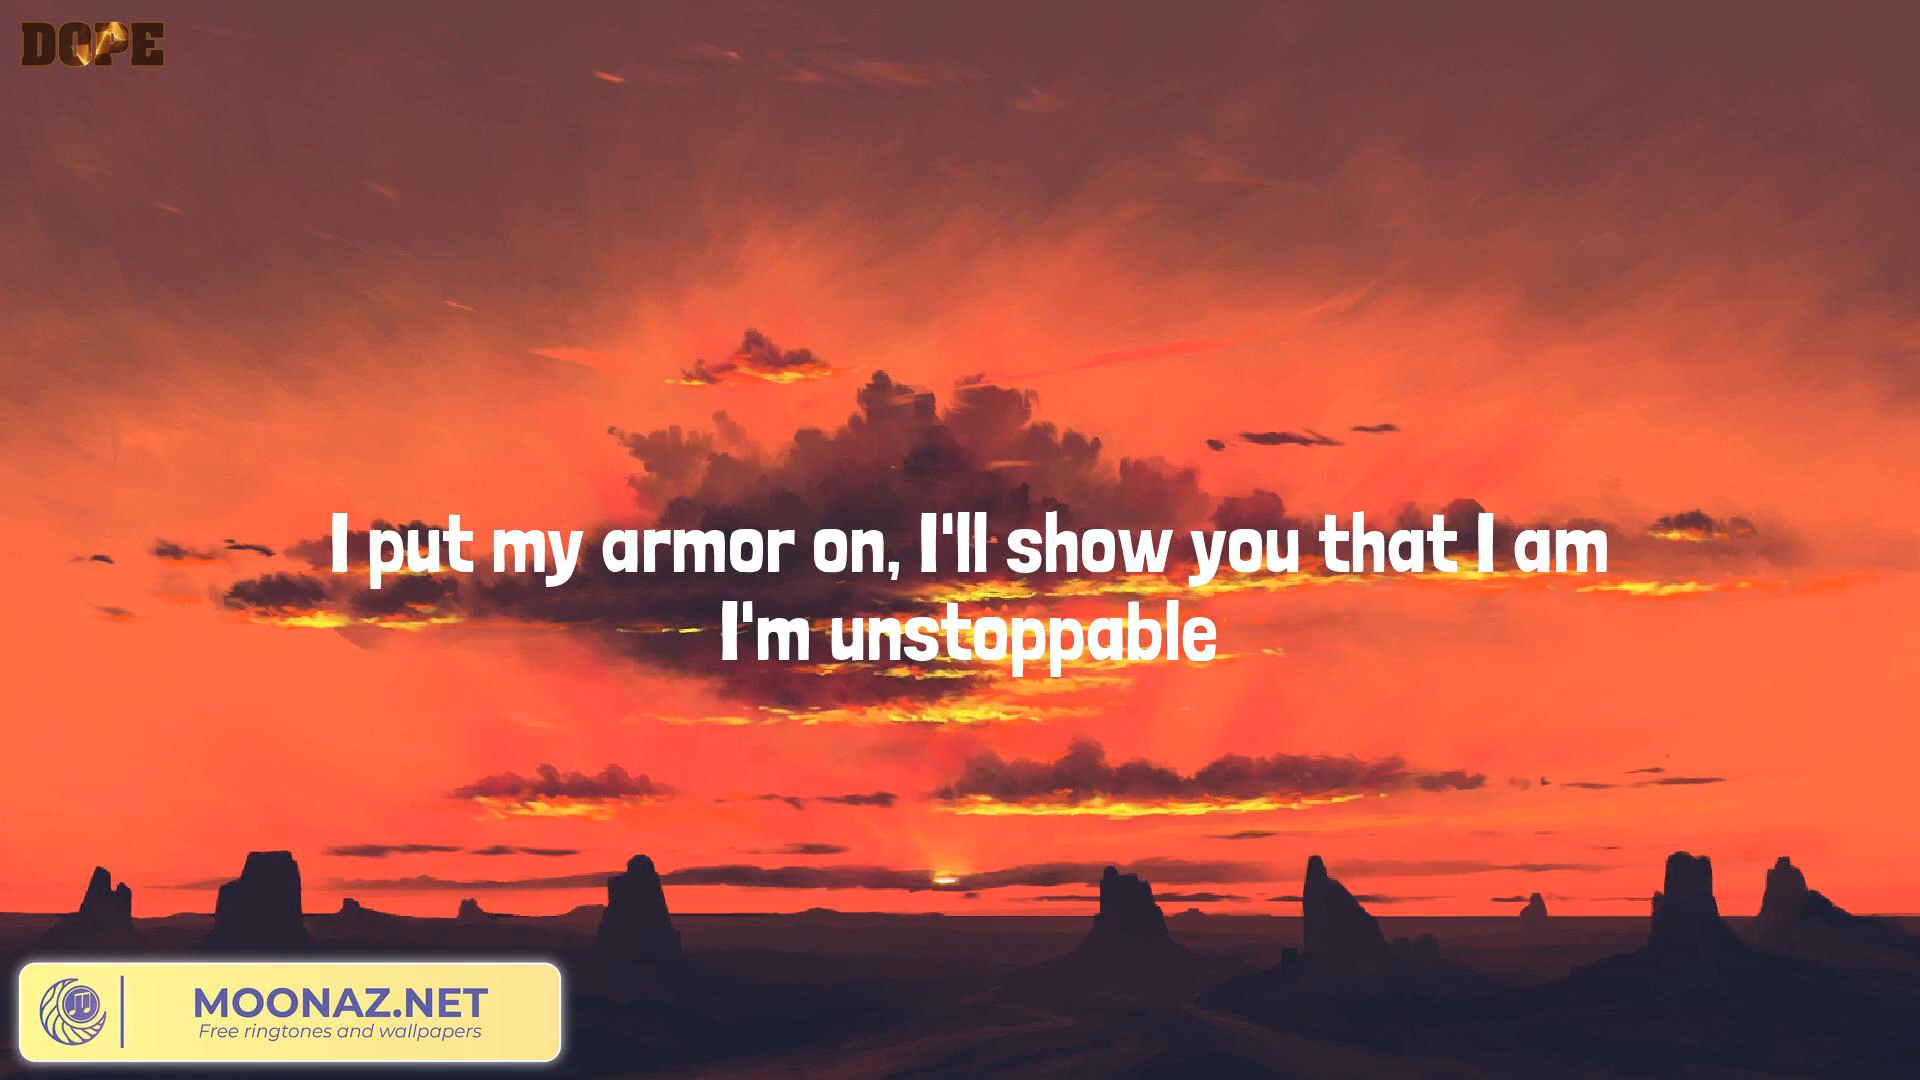 DOPE
I put my armor on, I'll show you that I am
I'm unstoppable
MOONAZ.NET
Free ringtones and wallpapers